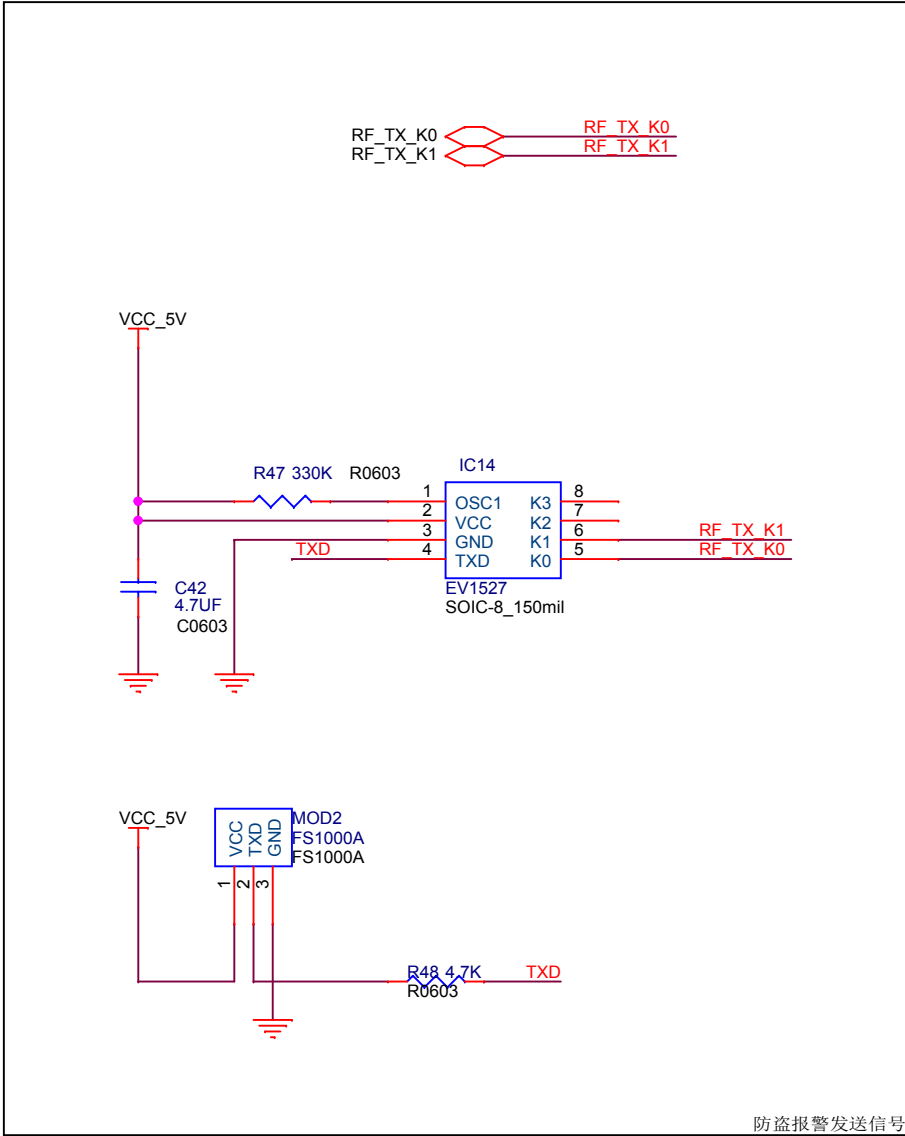 RF_TX_K0 RF_TX_K0
RF_TX_K1 RF_TX_K1
VCC_5V
R47 330K R0603
IC14
1 OSC1 K3 8
2 VCC K2 7
3 GND K1 6 RF_TX_K1
TXD 4 TXD K0 5 RF_TX_K0
EV1527
SOIC-8_150mil
C42
4.7UF
C0603
VCC_5V
MOD2
FS1000A
FS1000A
VCC
TXD
GND
1
2
3
R48 4.7K TXD
R0603
防盗报警发送信号